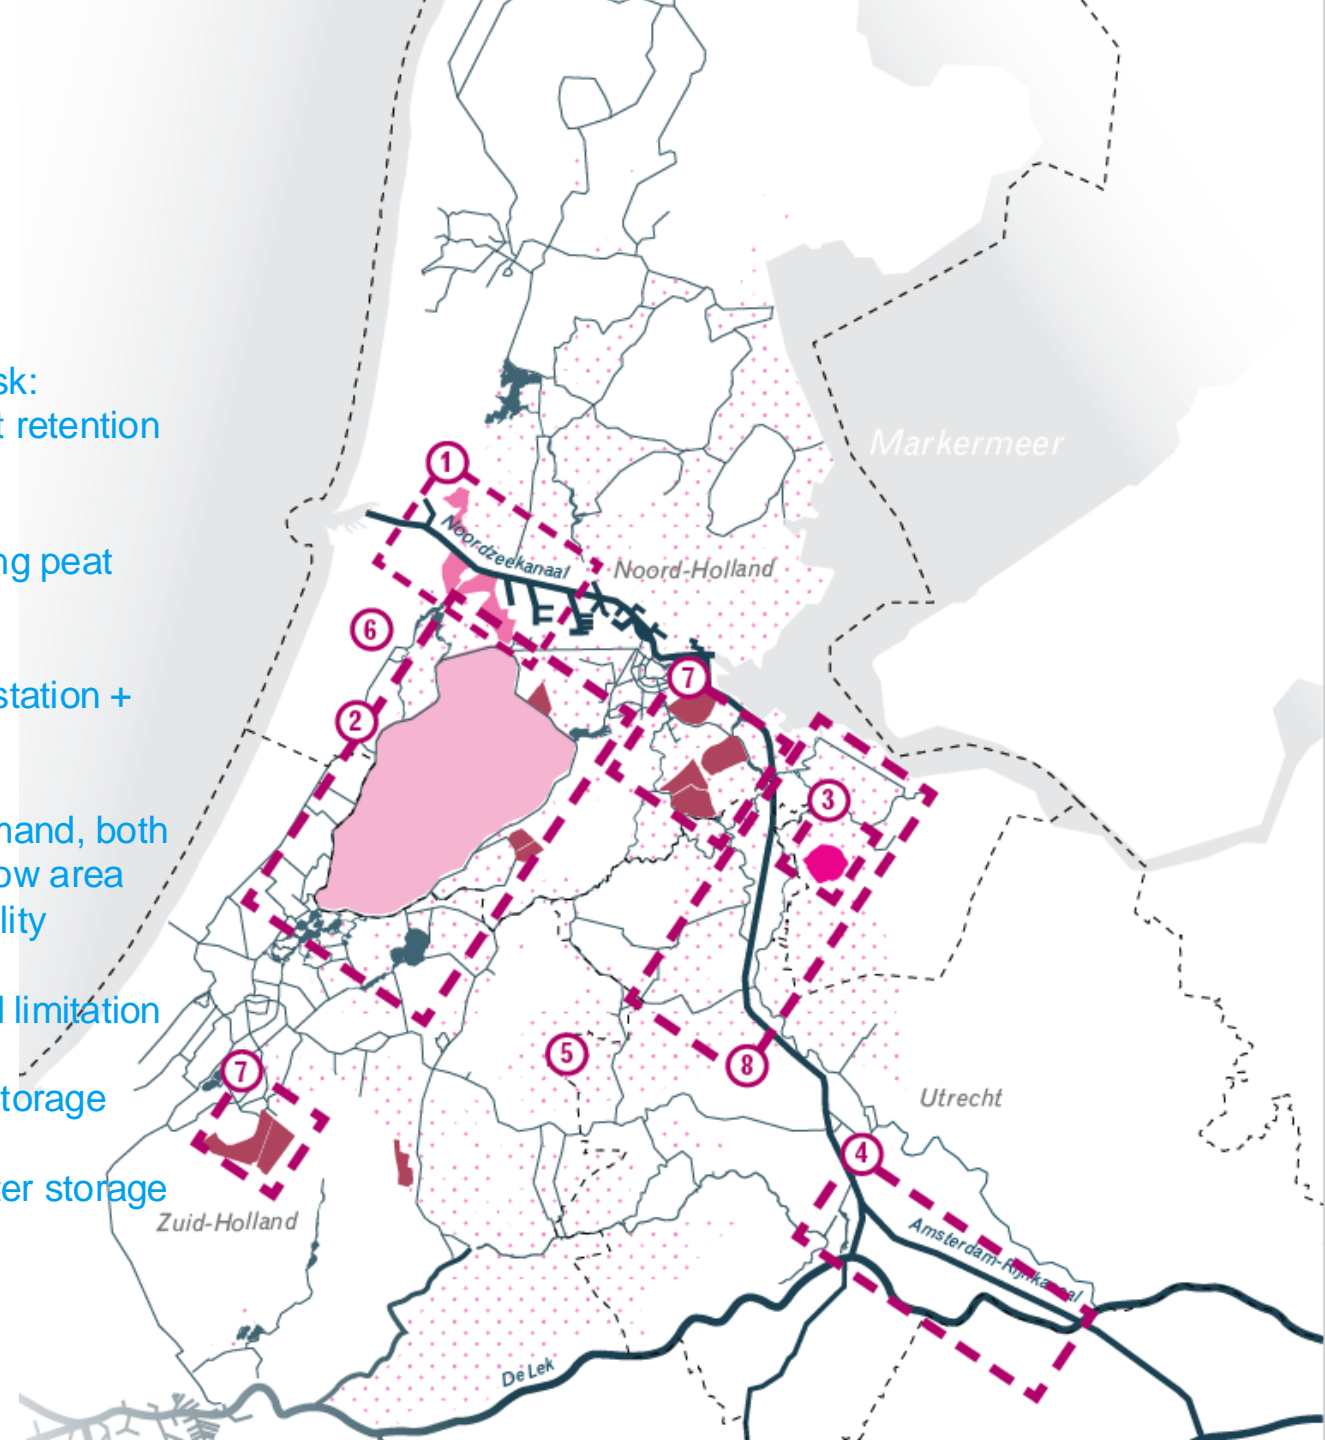 sk:
t retention
ng peat
station +
mand, both
ow area
lity
l limitation
torage
ter storage
Markermeer
1
Noordzeekanaal
Noord-Holland
6
7
2
3
5
8
Utrecht
7
4
Zuid-Holland
Amsterdam-Rijnkanaal
De Lek